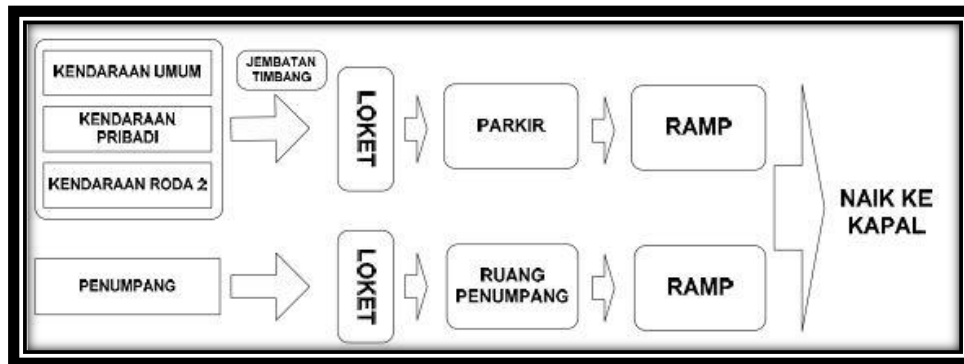 KENDARAAN UMUM
KENDARAAN
PRIBADI
KENDARAAN RODA 2
JEMBATAN
TIMBANG
LOKET
PARKIR
RAMP
PENUMPANG
LOKET
RUANG
PENUMPANG
RAMP
NAIK KE
KAPAL